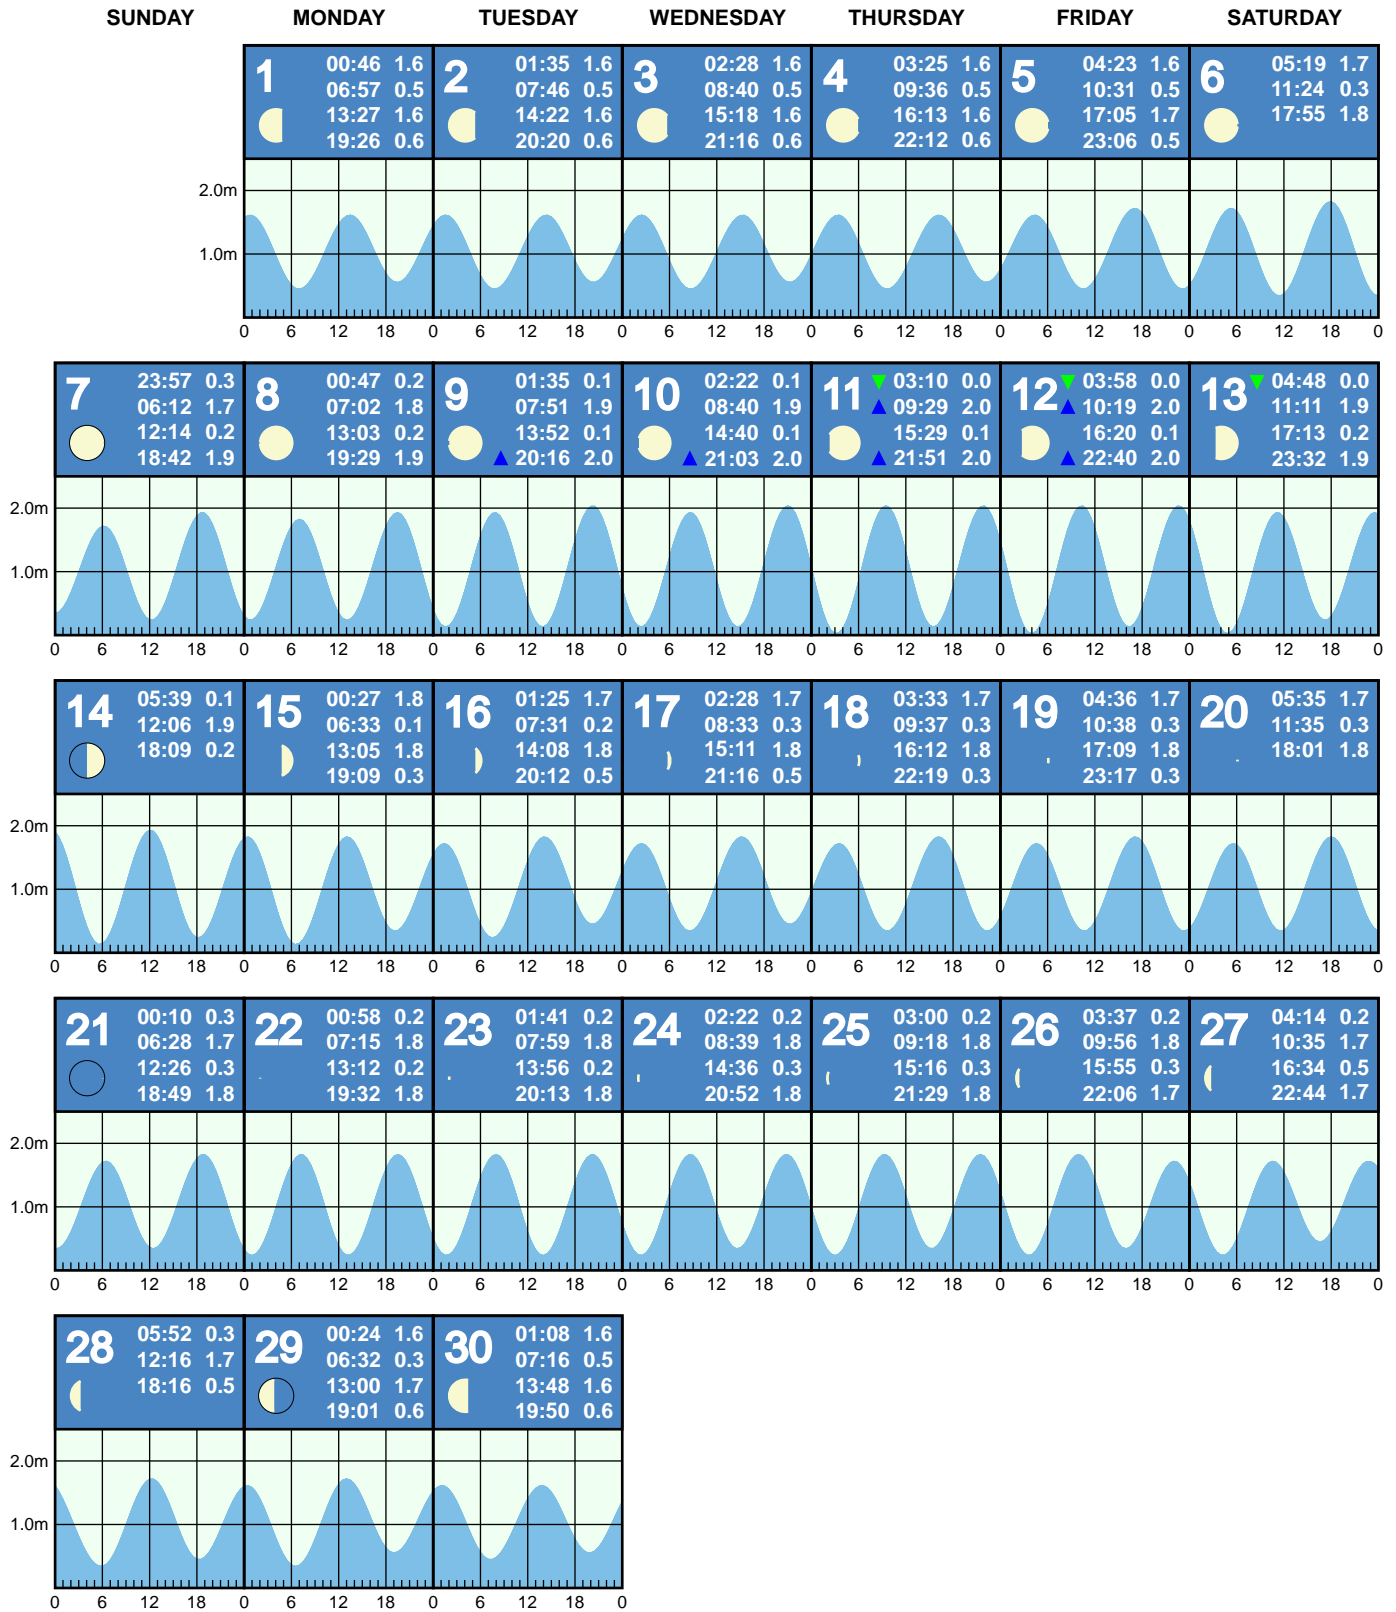 SUNDAY MONDAY TUESDAY WEDNESDAY THURSDAY FRIDAY SATURDAY
1 00:46 1.6
06:57 0.5
13:27 1.6
19:26 0.6
2 01:35 1.6
07:46 0.5
14:22 1.6
20:20 0.6
3 02:28 1.6
08:40 0.5
15:18 1.6
21:16 0.6
4 03:25 1.6
09:36 0.5
16:13 1.6
22:12 0.6
5 04:23 1.6
10:31 0.5
17:05 1.7
23:06 0.5
6 05:19 1.7
11:24 0.3
17:55 1.8
2.0m
1.0m
0 6 12 18 0 6 12 18 0 6 12 18 0 6 12 18 0 6 12 18 0 6 12 18 0
7 23:57 0.3
06:12 1.7
12:14 0.2
18:42 1.9
8 00:47 0.2
07:02 1.8
13:03 0.2
19:29 1.9
9 01:35 0.1
07:51 1.9
13:52 0.1
20:16 2.0
10 02:22 0.1
08:40 1.9
14:40 0.1
21:03 2.0
11 03:10 0.0
09:29 2.0
15:29 0.1
21:51 2.0
12 03:58 0.0
10:19 2.0
16:20 0.1
22:40 2.0
13 04:48 0.0
11:11 1.9
17:13 0.2
23:32 1.9
2.0m
1.0m
0 6 12 18 0 6 12 18 0 6 12 18 0 6 12 18 0 6 12 18 0 6 12 18 0 6 12 18 0
14 05:39 0.1
12:06 1.9
18:09 0.2
15 00:27 1.8
06:33 0.1
13:05 1.8
19:09 0.3
16 01:25 1.7
07:31 0.2
14:08 1.8
20:12 0.5
17 02:28 1.7
08:33 0.3
15:11 1.8
21:16 0.5
18 03:33 1.7
09:37 0.3
16:12 1.8
22:19 0.3
19 04:36 1.7
10:38 0.3
17:09 1.8
23:17 0.3
20 05:35 1.7
11:35 0.3
18:01 1.8
2.0m
1.0m
0 6 12 18 0 6 12 18 0 6 12 18 0 6 12 18 0 6 12 18 0 6 12 18 0 6 12 18 0
21 00:10 0.3
06:28 1.7
12:26 0.3
18:49 1.8
22 00:58 0.2
07:15 1.8
13:12 0.2
19:32 1.8
23 01:41 0.2
07:59 1.8
13:56 0.2
20:13 1.8
24 02:22 0.2
08:39 1.8
14:36 0.3
20:52 1.8
25 03:00 0.2
09:18 1.8
15:16 0.3
21:29 1.8
26 03:37 0.2
09:56 1.8
15:55 0.3
22:06 1.7
27 04:14 0.2
10:35 1.7
16:34 0.5
22:44 1.7
2.0m
1.0m
0 6 12 18 0 6 12 18 0 6 12 18 0 6 12 18 0 6 12 18 0 6 12 18 0 6 12 18 0
28 05:52 0.3
12:16 1.7
18:16 0.5
29 00:24 1.6
06:32 0.3
13:00 1.7
19:01 0.6
30 01:08 1.6
07:16 0.5
13:48 1.6
19:50 0.6
2.0m
1.0m
0 6 12 18 0 6 12 18 0 6 12 18 0